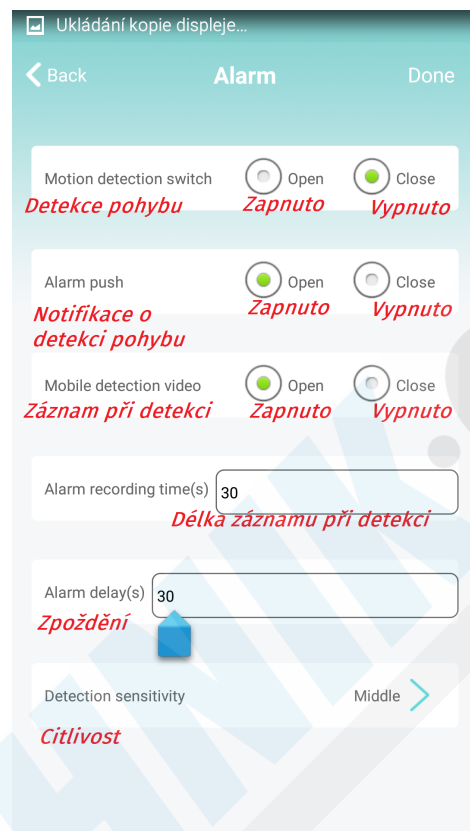 Ukládání kopie displeje…
Back Alarm Done
Motion detection switch Open Close
Detekce pohybu Zapnuto Vypnuto
Alarm push Open Close
Zapnuto Vypnuto
Notifikace o
detekci pohybu
Mobile detection video Open Close
Záznam při detekci Zapnuto Vypnuto
Alarm recording time(s) 30
Délka záznamu při detekci
Alarm delay(s) 30
Zpoždění
Detection sensitivity Middle
Citlivost